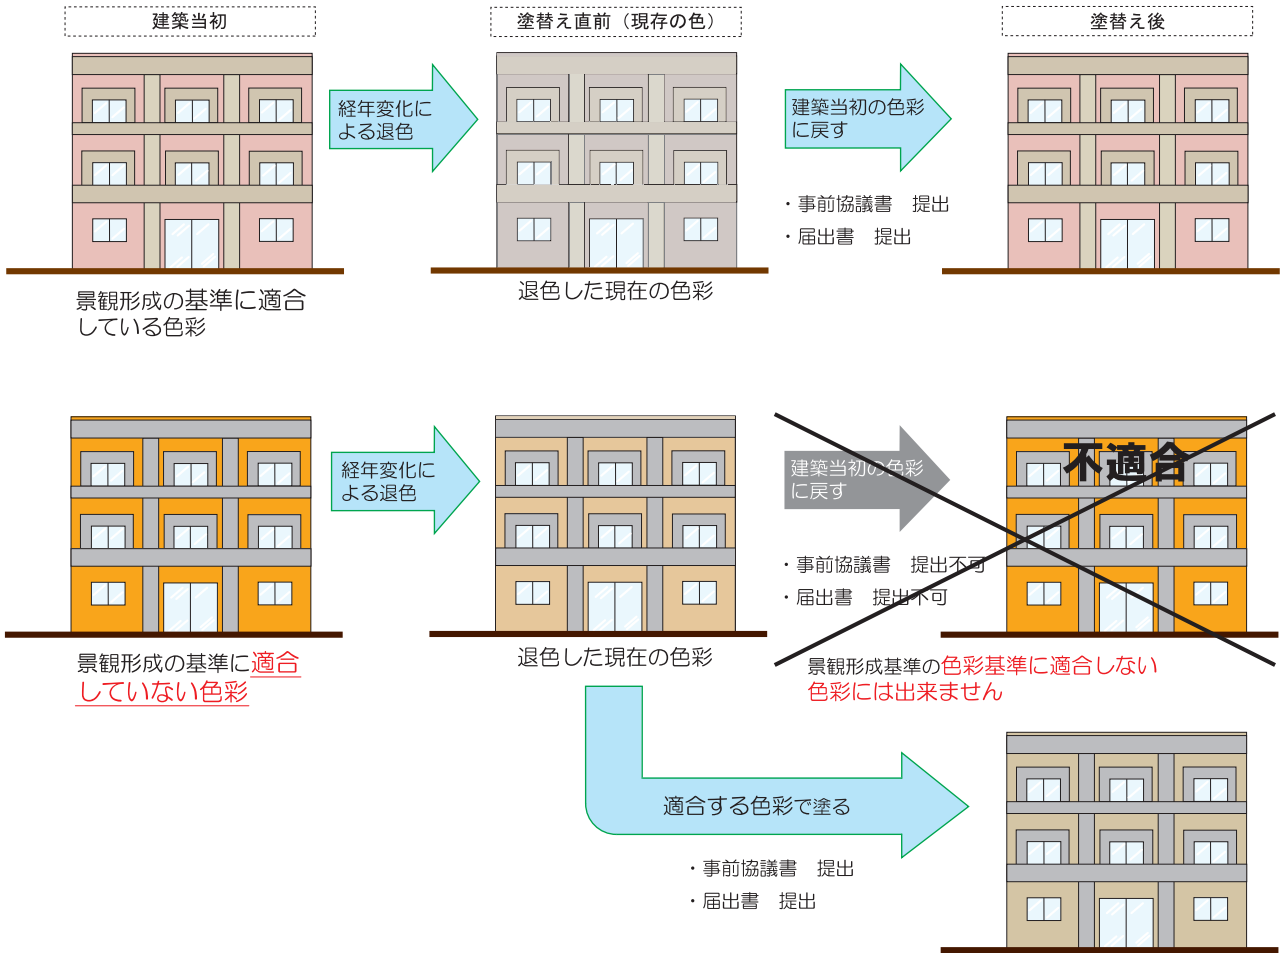 建築当初
塗替え直前（現存の色）
塗替え後
経年変化に
よる退色
建築当初の色彩
に戻す
・事前協議書　提出
・届出書　提出
景観形成の基準に適合
している色彩
退色した現在の色彩
経年変化に
よる退色
建築当初の色彩
に戻す
不適合
・事前協議書　提出不可
・届出書　提出不可
景観形成の基準に適合
していない色彩
退色した現在の色彩
景観形成基準の色彩基準に適合しない
色彩には出来ません
適合する色彩で塗る
・事前協議書　提出
・届出書　提出